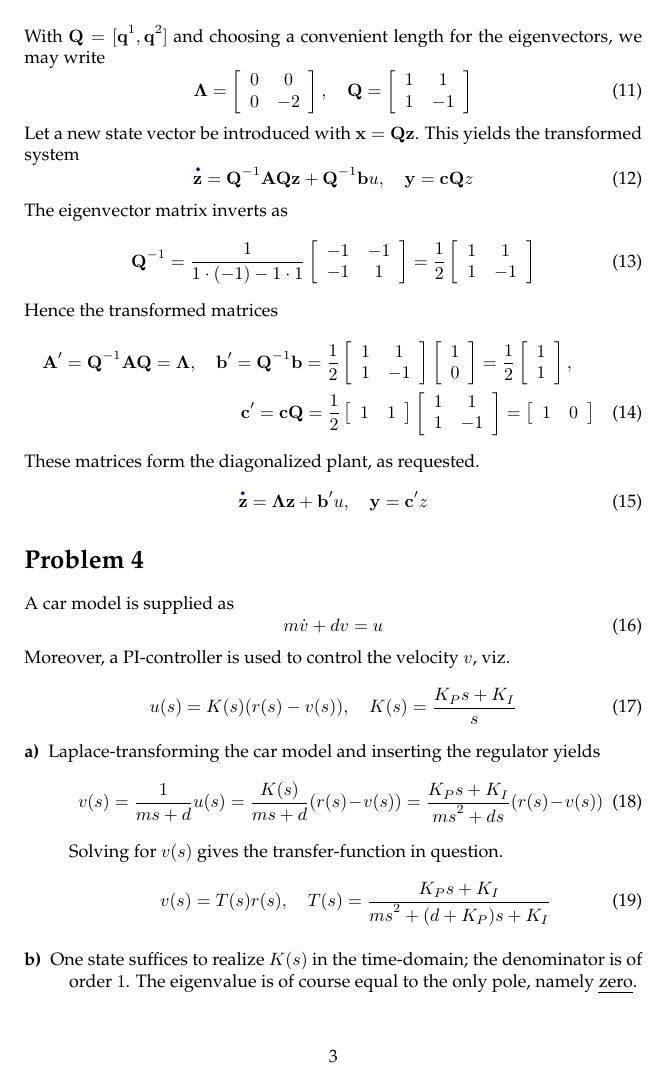 With Q = [q¹, q²] and choosing a convenient length for the eigenvectors, we
may write
Λ = [ 0 0 ; 0 −2 ], Q = [ 1 1 ; 1 −1 ] (11)
Let a new state vector be introduced with x = Qz. This yields the transformed
system
ż = Q⁻¹AQz + Q⁻¹bu, y = cQz (12)
The eigenvector matrix inverts as
Q⁻¹ = 1/(1 · (−1) − 1 · 1) [ −1 −1 ; −1 1 ] = 1/2 [ 1 1 ; 1 −1 ] (13)
Hence the transformed matrices
A′ = Q⁻¹AQ = Λ, b′ = Q⁻¹b = 1/2 [ 1 1 ; 1 −1 ] [ 1 ; 0 ] = 1/2 [ 1 ; 1 ],
c′ = cQ = 1/2 [ 1 1 ] [ 1 1 ; 1 −1 ] = [ 1 0 ] (14)
These matrices form the diagonalized plant, as requested.
ż = Λz + b′u, y = c′z (15)
Problem 4
A car model is supplied as
mv̇ + dv = u (16)
Moreover, a PI-controller is used to control the velocity v, viz.
u(s) = K(s)(r(s) − v(s)), K(s) = (K_P s + K_I)/s (17)
a) Laplace-transforming the car model and inserting the regulator yields
v(s) = 1/(ms + d) u(s) = K(s)/(ms + d) (r(s)−v(s)) = (K_P s + K_I)/(ms² + ds) (r(s)−v(s)) (18)
Solving for v(s) gives the transfer-function in question.
v(s) = T(s)r(s), T(s) = (K_P s + K_I)/(ms² + (d + K_P)s + K_I) (19)
b) One state suffices to realize K(s) in the time-domain; the denominator is of
order 1. The eigenvalue is of course equal to the only pole, namely zero.
3